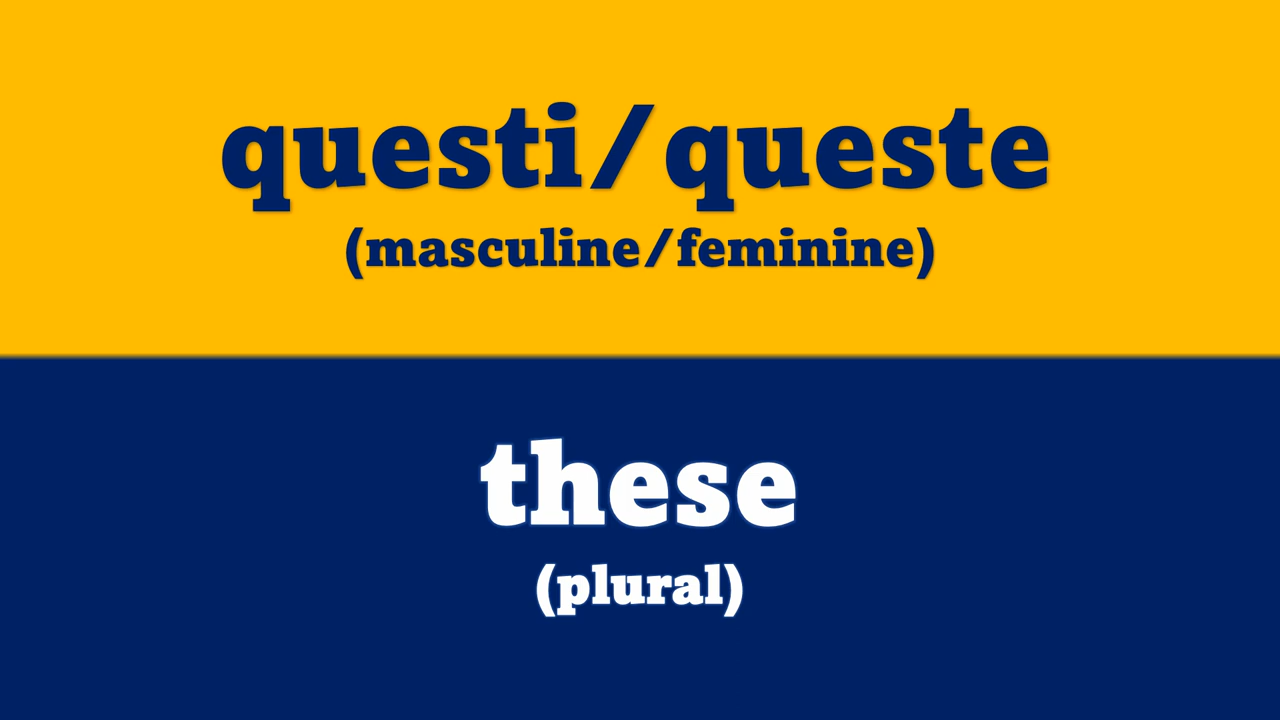 questi/queste
(masculine/feminine)
these
(plural)